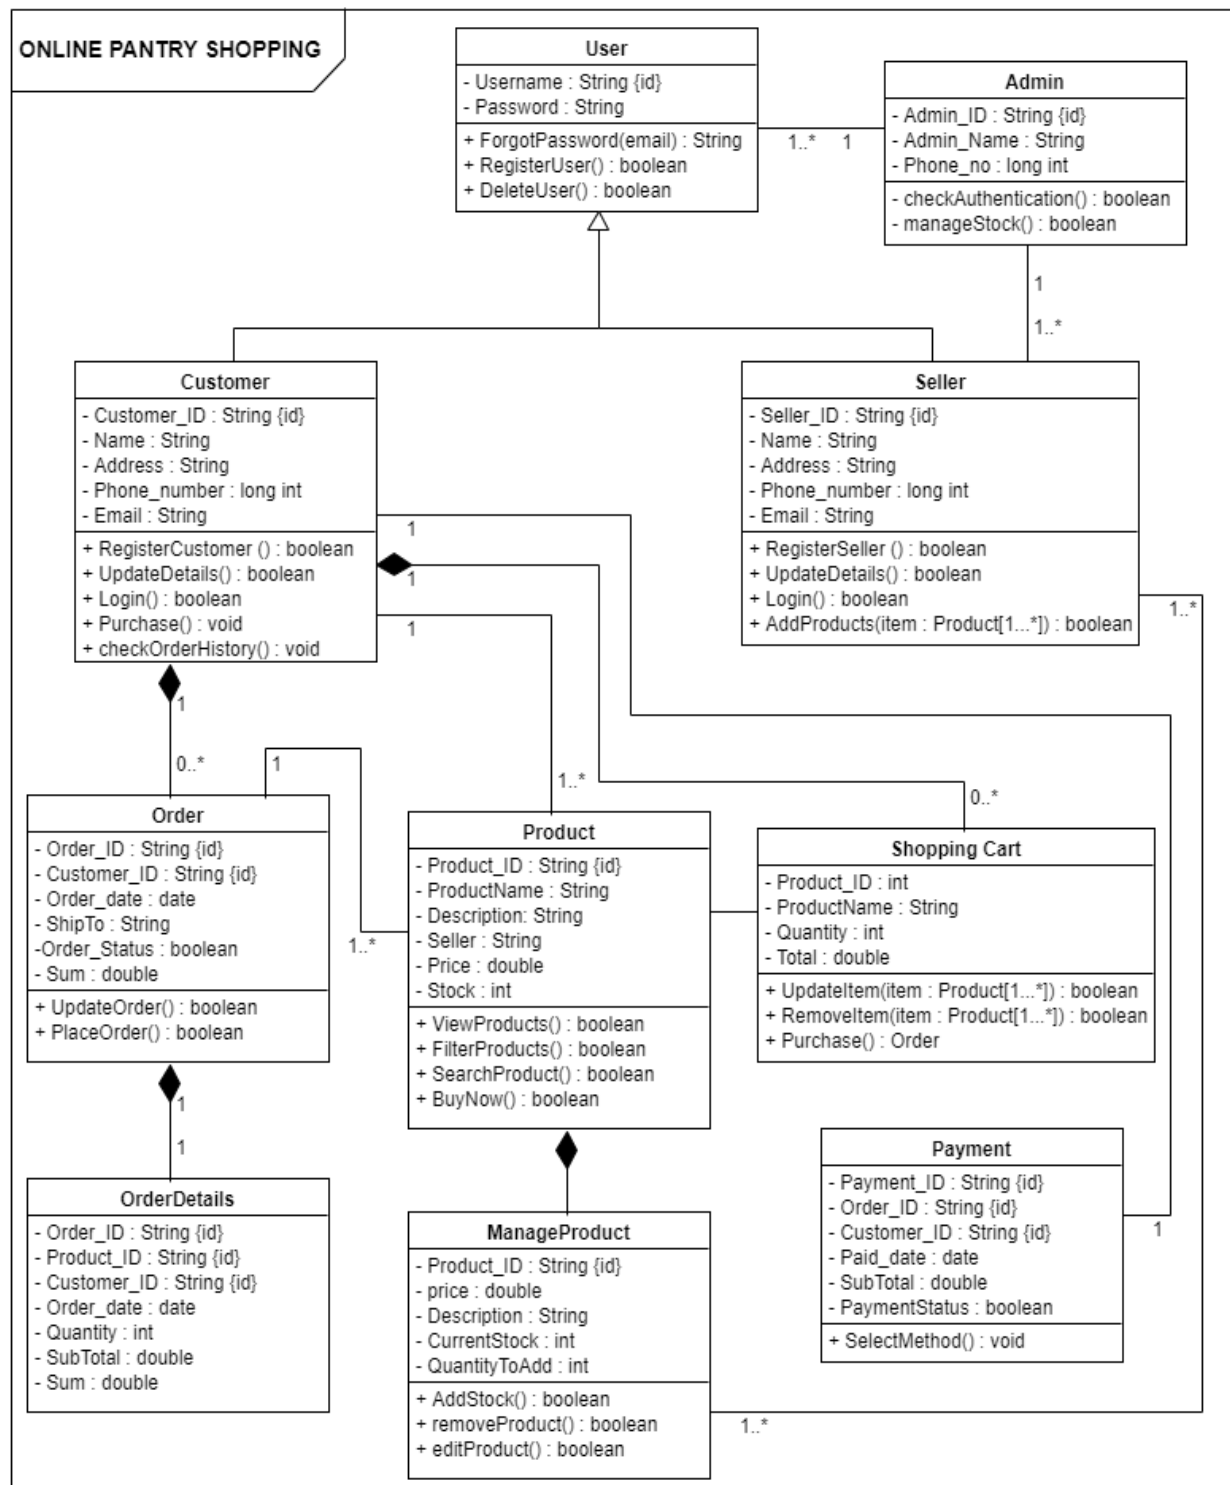 ONLINE PANTRY SHOPPING
User
- Username : String {id}
- Password : String
+ ForgotPassword(email) : String
+ RegisterUser() : boolean
+ DeleteUser() : boolean
1..*
1
Admin
- Admin_ID : String {id}
- Admin_Name : String
- Phone_no : long int
- checkAuthentication() : boolean
- manageStock() : boolean
1
1..*
Customer
- Customer_ID : String {id}
- Name : String
- Address : String
- Phone_number : long int
- Email : String
+ RegisterCustomer () : boolean
+ UpdateDetails() : boolean
+ Login() : boolean
+ Purchase() : void
+ checkOrderHistory() : void
1
1
1
1
0..*
Seller
- Seller_ID : String {id}
- Name : String
- Address : String
- Phone_number : long int
- Email : String
+ RegisterSeller () : boolean
+ UpdateDetails() : boolean
+ Login() : boolean
+ AddProducts(item : Product[1...*]) : boolean
1..*
1
1..*
0..*
Order
- Order_ID : String {id}
- Customer_ID : String {id}
- Order_date : date
- ShipTo : String
-Order_Status : boolean
- Sum : double
+ UpdateOrder() : boolean
+ PlaceOrder() : boolean
1..*
Product
- Product_ID : String {id}
- ProductName : String
- Description: String
- Seller : String
- Price : double
- Stock : int
+ ViewProducts() : boolean
+ FilterProducts() : boolean
+ SearchProduct() : boolean
+ BuyNow() : boolean
Shopping Cart
- Product_ID : int
- ProductName : String
- Quantity : int
- Total : double
+ UpdateItem(item : Product[1...*]) : boolean
+ RemoveItem(item : Product[1...*]) : boolean
+ Purchase() : Order
1
1
OrderDetails
- Order_ID : String {id}
- Product_ID : String {id}
- Customer_ID : String {id}
- Order_date : date
- Quantity : int
- SubTotal : double
- Sum : double
ManageProduct
- Product_ID : String {id}
- price : double
- Description : String
- CurrentStock : int
- QuantityToAdd : int
+ AddStock() : boolean
+ removeProduct() : boolean
+ editProduct() : boolean
1..*
Payment
- Payment_ID : String {id}
- Order_ID : String {id}
- Customer_ID : String {id}
- Paid_date : date
- SubTotal : double
- PaymentStatus : boolean
+ SelectMethod() : void
1